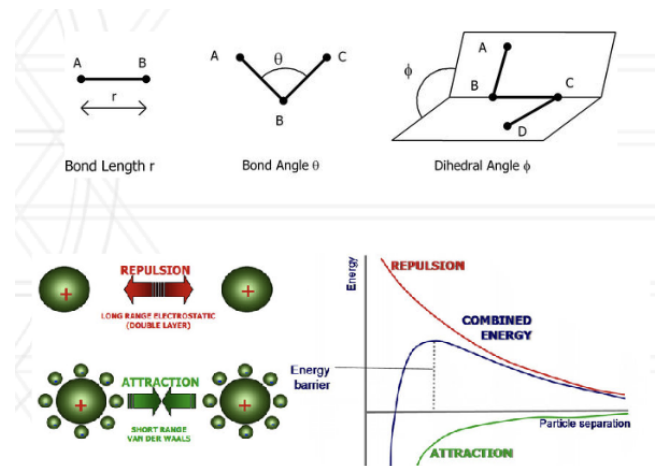 A B
r
Bond Length r
A θ C
B
Bond Angle θ
ϕ
A
B C
D
Dihedral Angle ϕ
+ REPULSION +
LONG RANGE ELECTROSTATIC
(DOUBLE LAYER)
+ ATTRACTION +
SHORT RANGE
VAN DER WAALS
Energy
REPULSION
COMBINED
ENERGY
Energy
barrier
Particle separation
ATTRACTION